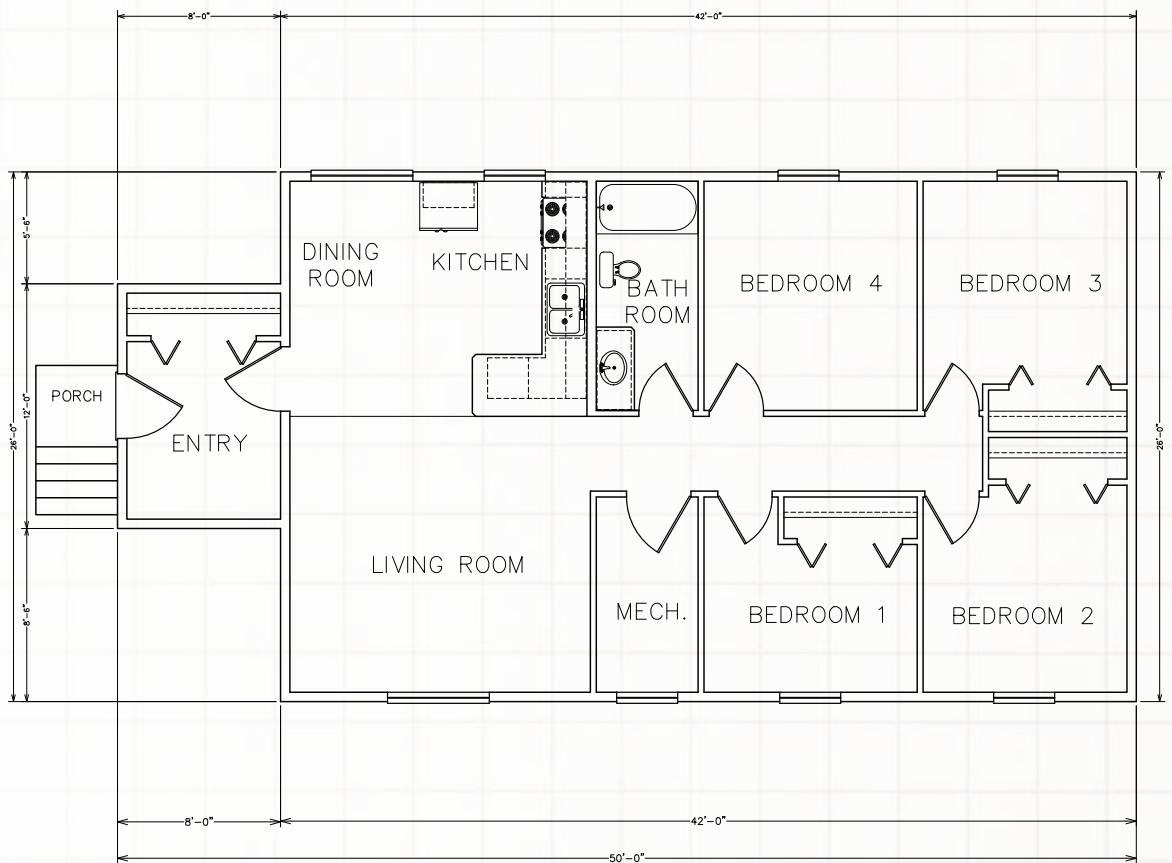 8'-0"
42'-0"
5'-6"
DINING
ROOM
KITCHEN
BATH
ROOM
BEDROOM 4
BEDROOM 3
PORCH
12'-0"
26'-0"
26'-0"
ENTRY
LIVING ROOM
MECH.
BEDROOM 1
BEDROOM 2
8'-6"
8'-0"
42'-0"
50'-0"